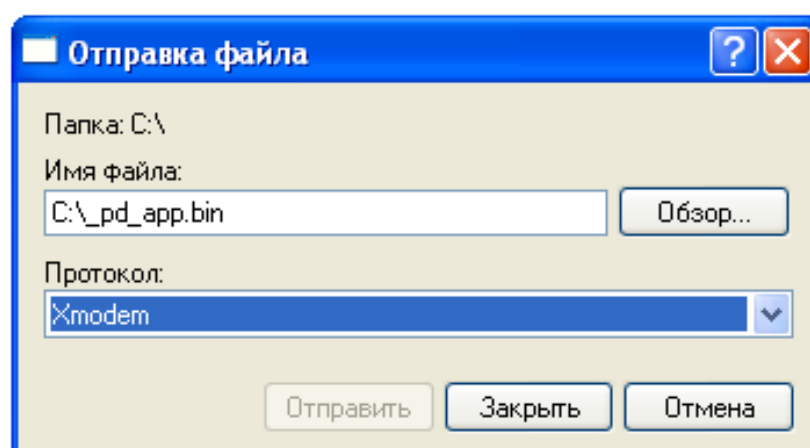 Отправка файла
Папка: C:\
Имя файла:
C:\_pd_app.bin
Обзор...
Протокол:
Xmodem
Отправить Закрыть Отмена